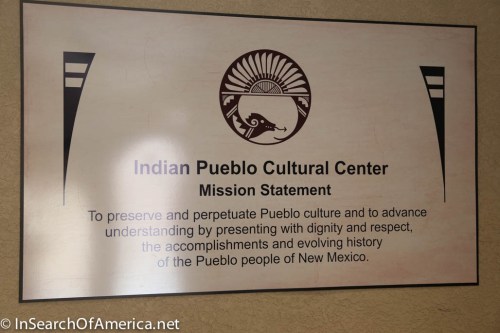 Indian Pueblo Cultural Center
Mission Statement
To preserve and perpetuate Pueblo culture and to advance
understanding by presenting with dignity and respect,
the accomplishments and evolving history
of the Pueblo people of New Mexico.
©InSearchOfAmerica.net